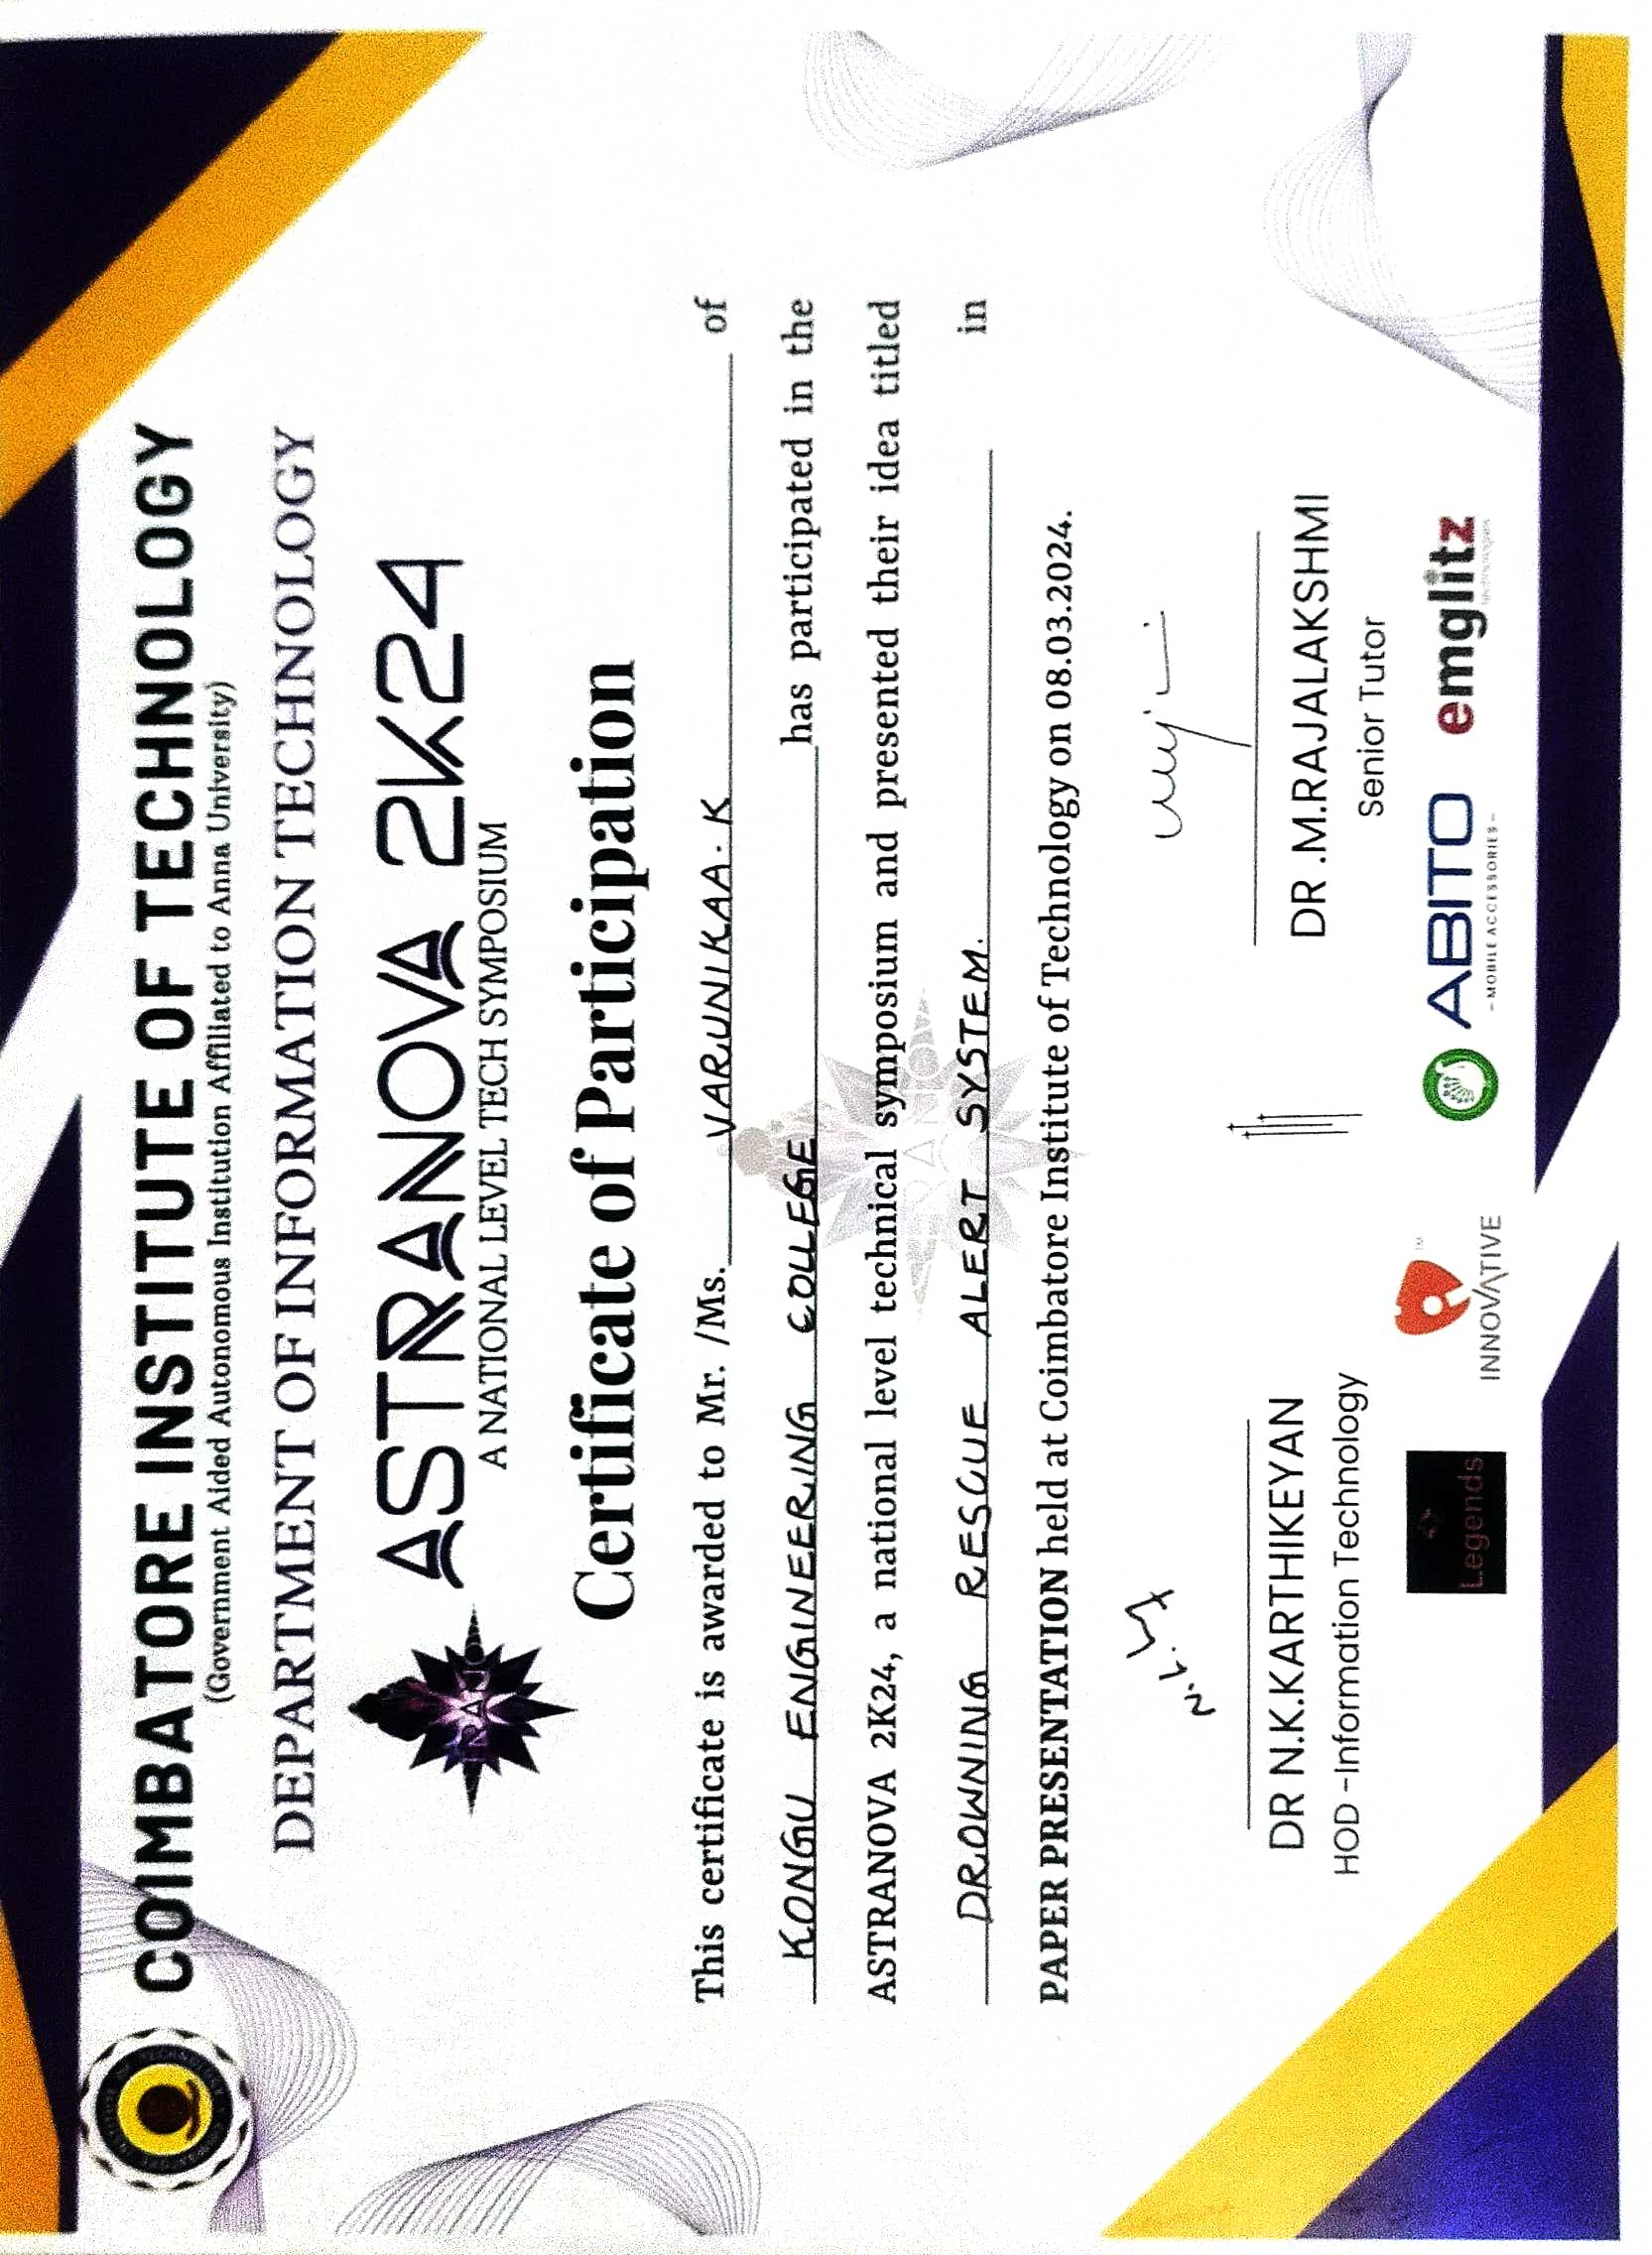 COIMBATORE INSTITUTE OF TECHNOLOGY
(Government Aided Autonomous Institution Affiliated to Anna University)
DEPARTMENT OF INFORMATION TECHNOLOGY
ASTRANOVA 2K24
A NATIONAL LEVEL TECH SYMPOSIUM
Certificate of Participation
This certificate is awarded to Mr. /Ms. VARUNIKAA. K of
KONGU ENGINEERING COLLEGE has participated in the
ASTRANOVA 2K24, a national level technical symposium and presented their idea titled
DROWNING RESCUE ALERT SYSTEM. in
PAPER PRESENTATION held at Coimbatore Institute of Technology on 08.03.2024.
DR N.K.KARTHIKEYAN
HOD -Information Technology
DR .M.RAJALAKSHMI
Senior Tutor
Legends
INNOVATIVE
ABITO
- MOBILE ACCESSORIES -
emglitz